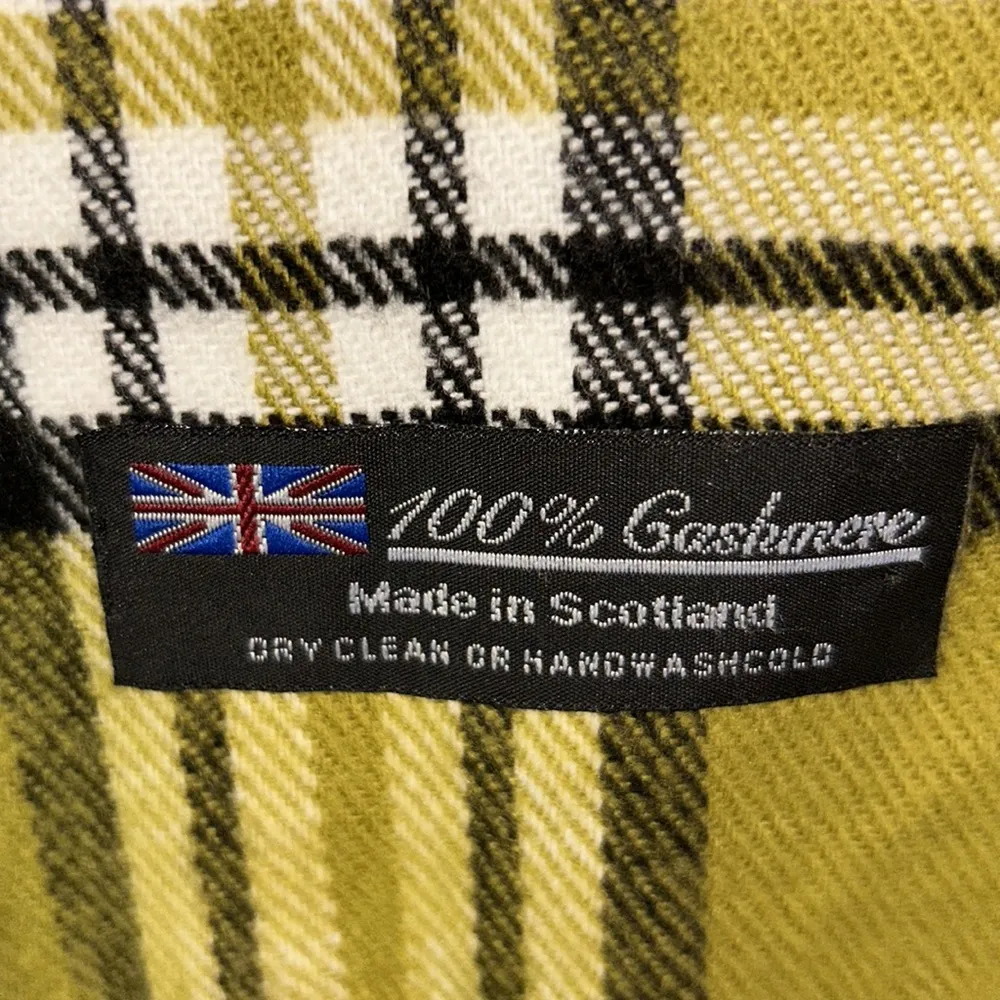 100% Cashmere
Made in Scotland
DRY CLEAN OR HANDWASHCOLD